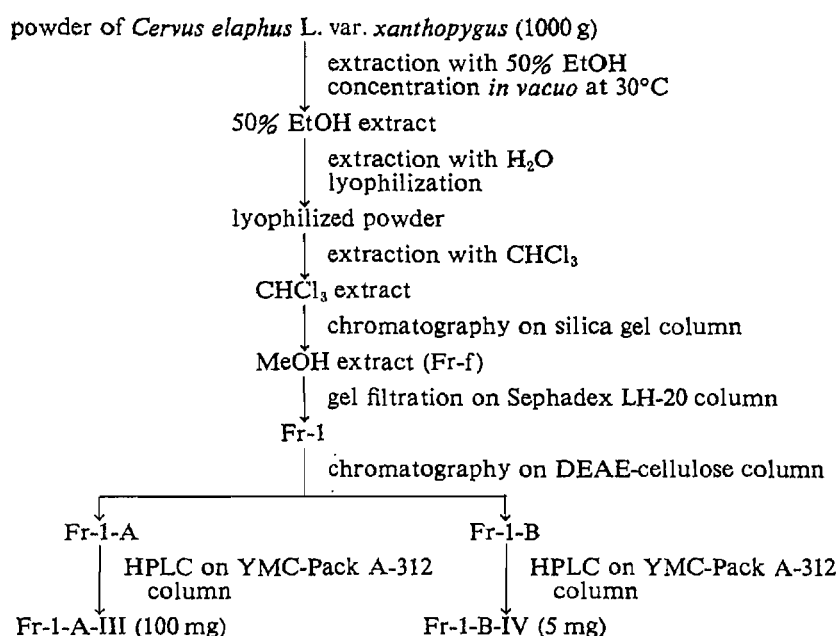 powder of Cervus elaphus L. var. xanthopygus (1000 g)
extraction with 50% EtOH
concentration in vacuo at 30°C
50% EtOH extract
extraction with H₂O
lyophilization
lyophilized powder
extraction with CHCl₃
CHCl₃ extract
chromatography on silica gel column
MeOH extract (Fr-f)
gel filtration on Sephadex LH-20 column
Fr-1
chromatography on DEAE-cellulose column
Fr-1-A
Fr-1-B
HPLC on YMC-Pack A-312
column
HPLC on YMC-Pack A-312
column
Fr-1-A-III (100 mg)
Fr-1-B-IV (5 mg)